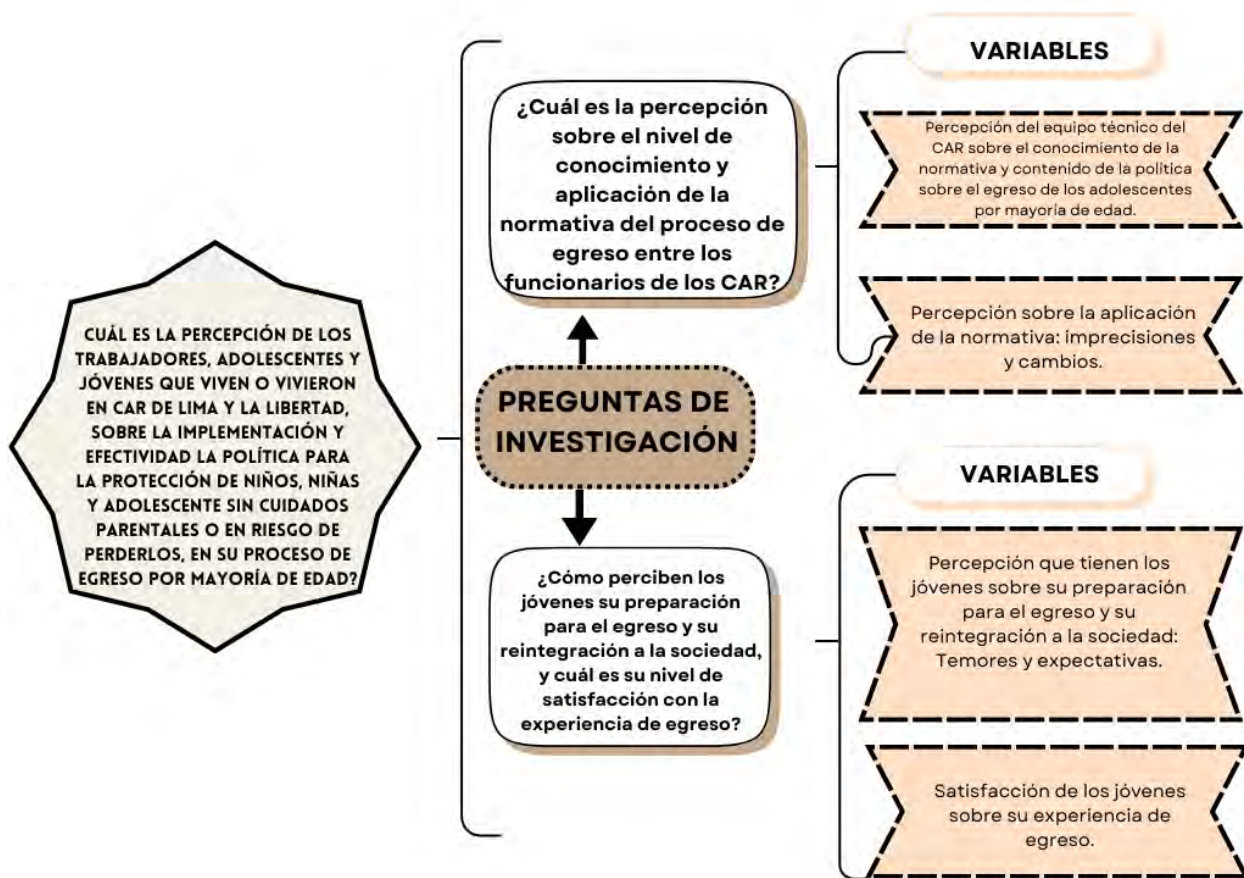 CUÁL ES LA PERCEPCIÓN DE LOS
TRABAJADORES, ADOLESCENTES Y
JÓVENES QUE VIVEN O VIVIERON
EN CAR DE LIMA Y LA LIBERTAD,
SOBRE LA IMPLEMENTACIÓN Y
EFECTIVIDAD LA POLÍTICA PARA
LA PROTECCIÓN DE NIÑOS, NIÑAS
Y ADOLESCENTE SIN CUIDADOS
PARENTALES O EN RIESGO DE
PERDERLOS, EN SU PROCESO DE
EGRESO POR MAYORÍA DE EDAD?
PREGUNTAS DE
INVESTIGACIÓN
¿Cuál es la percepción
sobre el nivel de
conocimiento y
aplicación de la
normativa del proceso de
egreso entre los
funcionarios de los CAR?
VARIABLES
Percepción del equipo técnico del
CAR sobre el conocimiento de la
normativa y contenido de la política
sobre el egreso de los adolescentes
por mayoría de edad.
Percepción sobre la aplicación
de la normativa: imprecisiones
y cambios.
¿Cómo perciben los
jóvenes su preparación
para el egreso y su
reintegración a la sociedad,
y cuál es su nivel de
satisfacción con la
experiencia de egreso?
VARIABLES
Percepción que tienen los
jóvenes sobre su preparación
para el egreso y su
reintegración a la sociedad:
Temores y expectativas.
Satisfacción de los jóvenes
sobre su experiencia de
egreso.